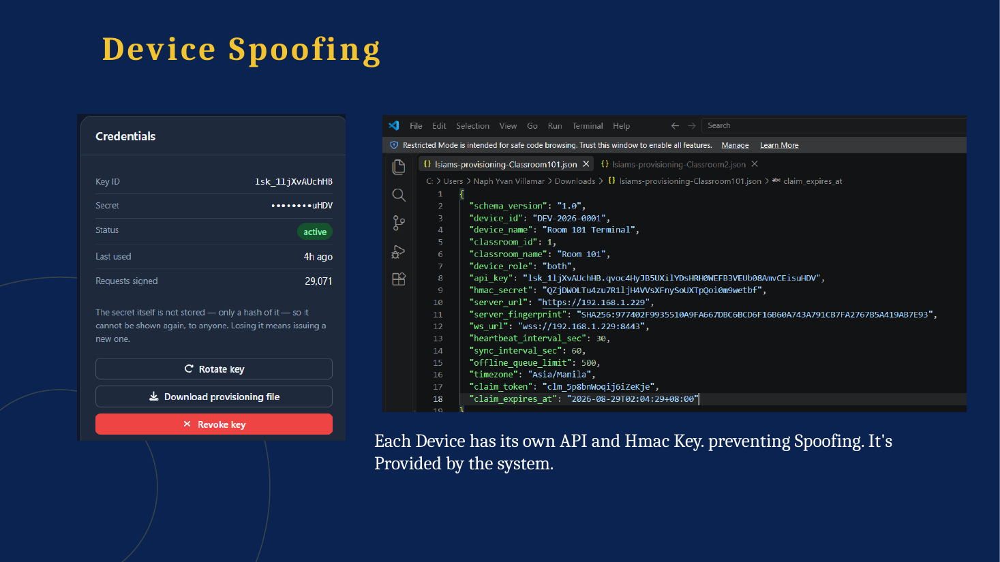 Device Spoofing
Credentials
Key ID lsk_1ljXvAUchHB
Secret ••••••••uHDV
Status active
Last used 4h ago
Requests signed 29,071
The secret itself is not stored — only a hash of it — so it
cannot be shown again, to anyone. Losing it means issuing a
new one.
Rotate key
Download provisioning file
Revoke key
File Edit Selection View Go Run Terminal Help Search
Restricted Mode is intended for safe code browsing. Trust this window to enable all features. Manage Learn More
{} lsiams-provisioning-Classroom101.json {} lsiams-provisioning-Classroom2.json
C: > Users > Naph Yvan Villamar > Downloads > {} lsiams-provisioning-Classroom101.json > abc claim_expires_at
1 {
2 "schema_version": "1.0",
3 "device_id": "DEV-2026-0001",
4 "device_name": "Room 101 Terminal",
5 "classroom_id": 1,
6 "classroom_name": "Room 101",
7 "device_role": "both",
8 "api_key": "lsk_1ljXvAUchHB.qvoc4HyJB5UXilYDsHRH0WEFB3VEUb08AmvCEisuHDV",
9 "hmac_secret": "QZjDWOLTu4zu7R1ljH4VVsXFnySoUXTpQoi0m9wetbf",
10 "server_url": "https://192.168.1.229",
11 "server_fingerprint": "SHA256:977402F9935510A9FA667DBC6BCD6F16B60A743A791CB7FA2767B5A419AB7E93",
12 "ws_url": "wss://192.168.1.229:8443",
13 "heartbeat_interval_sec": 30,
14 "sync_interval_sec": 60,
15 "offline_queue_limit": 500,
16 "timezone": "Asia/Manila",
17 "claim_token": "clm_5p8bnWoqij6iZeKje",
18 "claim_expires_at": "2026-08-29T02:04:29+08:00"
19 }
Each Device has its own API and Hmac Key. preventing Spoofing. It's
Provided by the system.